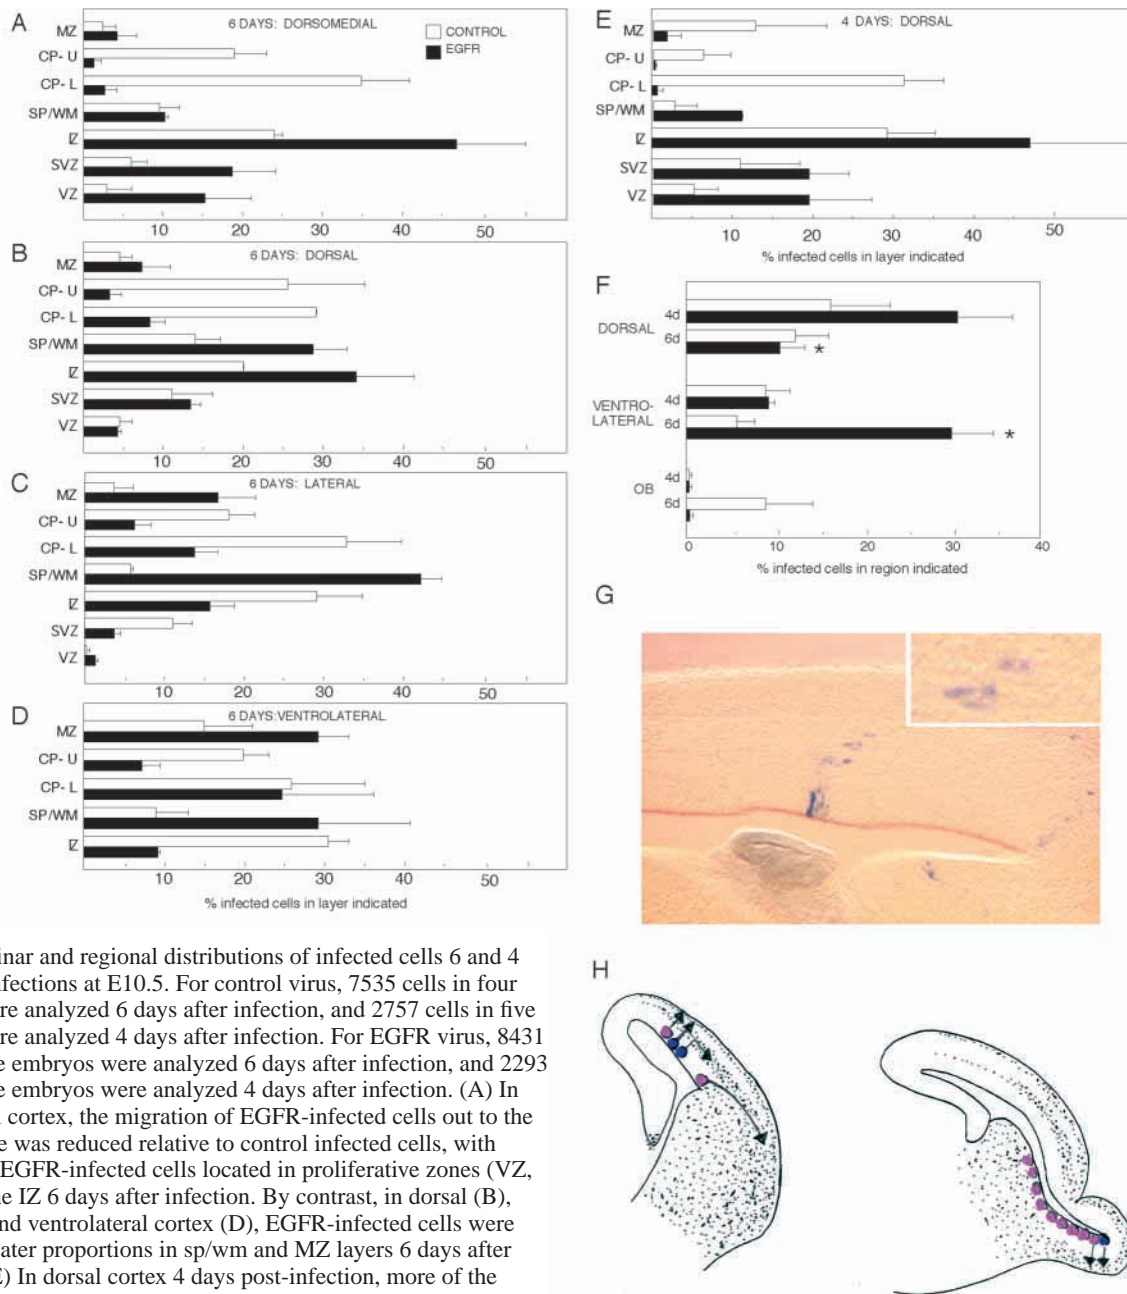 A
6 DAYS: DORSOMEDIAL
CONTROL
EGFR
MZ
CP- U
CP- L
SP/WM
IZ
SVZ
VZ
10 20 30 40 50
B
6 DAYS: DORSAL
MZ
CP- U
CP- L
SP/WM
IZ
SVZ
VZ
10 20 30 40 50
C
6 DAYS: LATERAL
MZ
CP- U
CP- L
SP/WM
IZ
SVZ
VZ
10 20 30 40 50
D
6 DAYS:VENTROLATERAL
MZ
CP- U
CP- L
SP/WM
IZ
10 20 30 40 50
% infected cells in layer indicated
E
4 DAYS: DORSAL
MZ
CP- U
CP- L
SP/WM
IZ
SVZ
VZ
10 20 30 40 50
% infected cells in layer indicated
F
DORSAL
4d
6d
*
VENTRO-
LATERAL
4d
6d
*
OB
4d
6d
0 10 20 30 40
% infected cells in region indicated
G
H
inar and regional distributions of infected cells 6 and 4
nfections at E10.5. For control virus, 7535 cells in four
re analyzed 6 days after infection, and 2757 cells in five
re analyzed 4 days after infection. For EGFR virus, 8431
e embryos were analyzed 6 days after infection, and 2293
e embryos were analyzed 4 days after infection. (A) In
l cortex, the migration of EGFR-infected cells out to the
e was reduced relative to control infected cells, with
EGFR-infected cells located in proliferative zones (VZ,
ne IZ 6 days after infection. By contrast, in dorsal (B),
nd ventrolateral cortex (D), EGFR-infected cells were
ater proportions in sp/wm and MZ layers 6 days after
E) In dorsal cortex 4 days post-infection, more of the